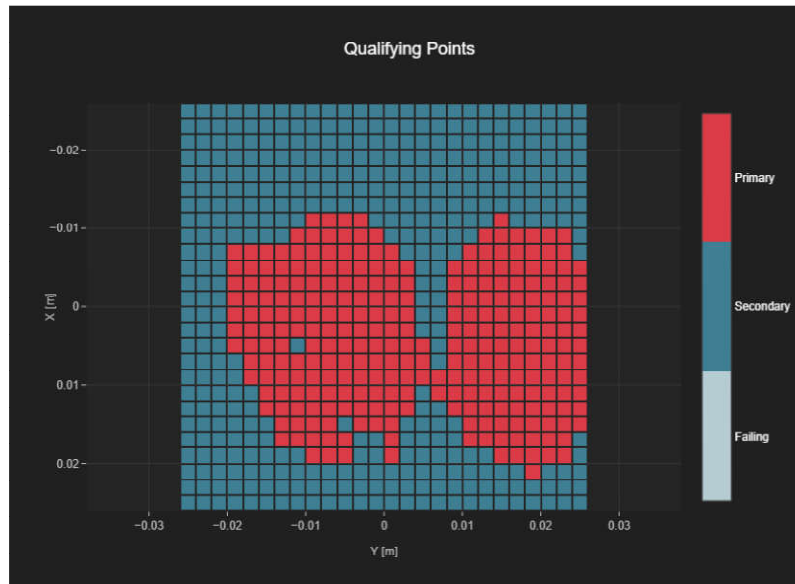 Qualifying Points
−0.02
−0.01
0
0.01
0.02
X [m]
−0.03
−0.02
−0.01
0
0.01
0.02
0.03
Y [m]
Primary
Secondary
Failing